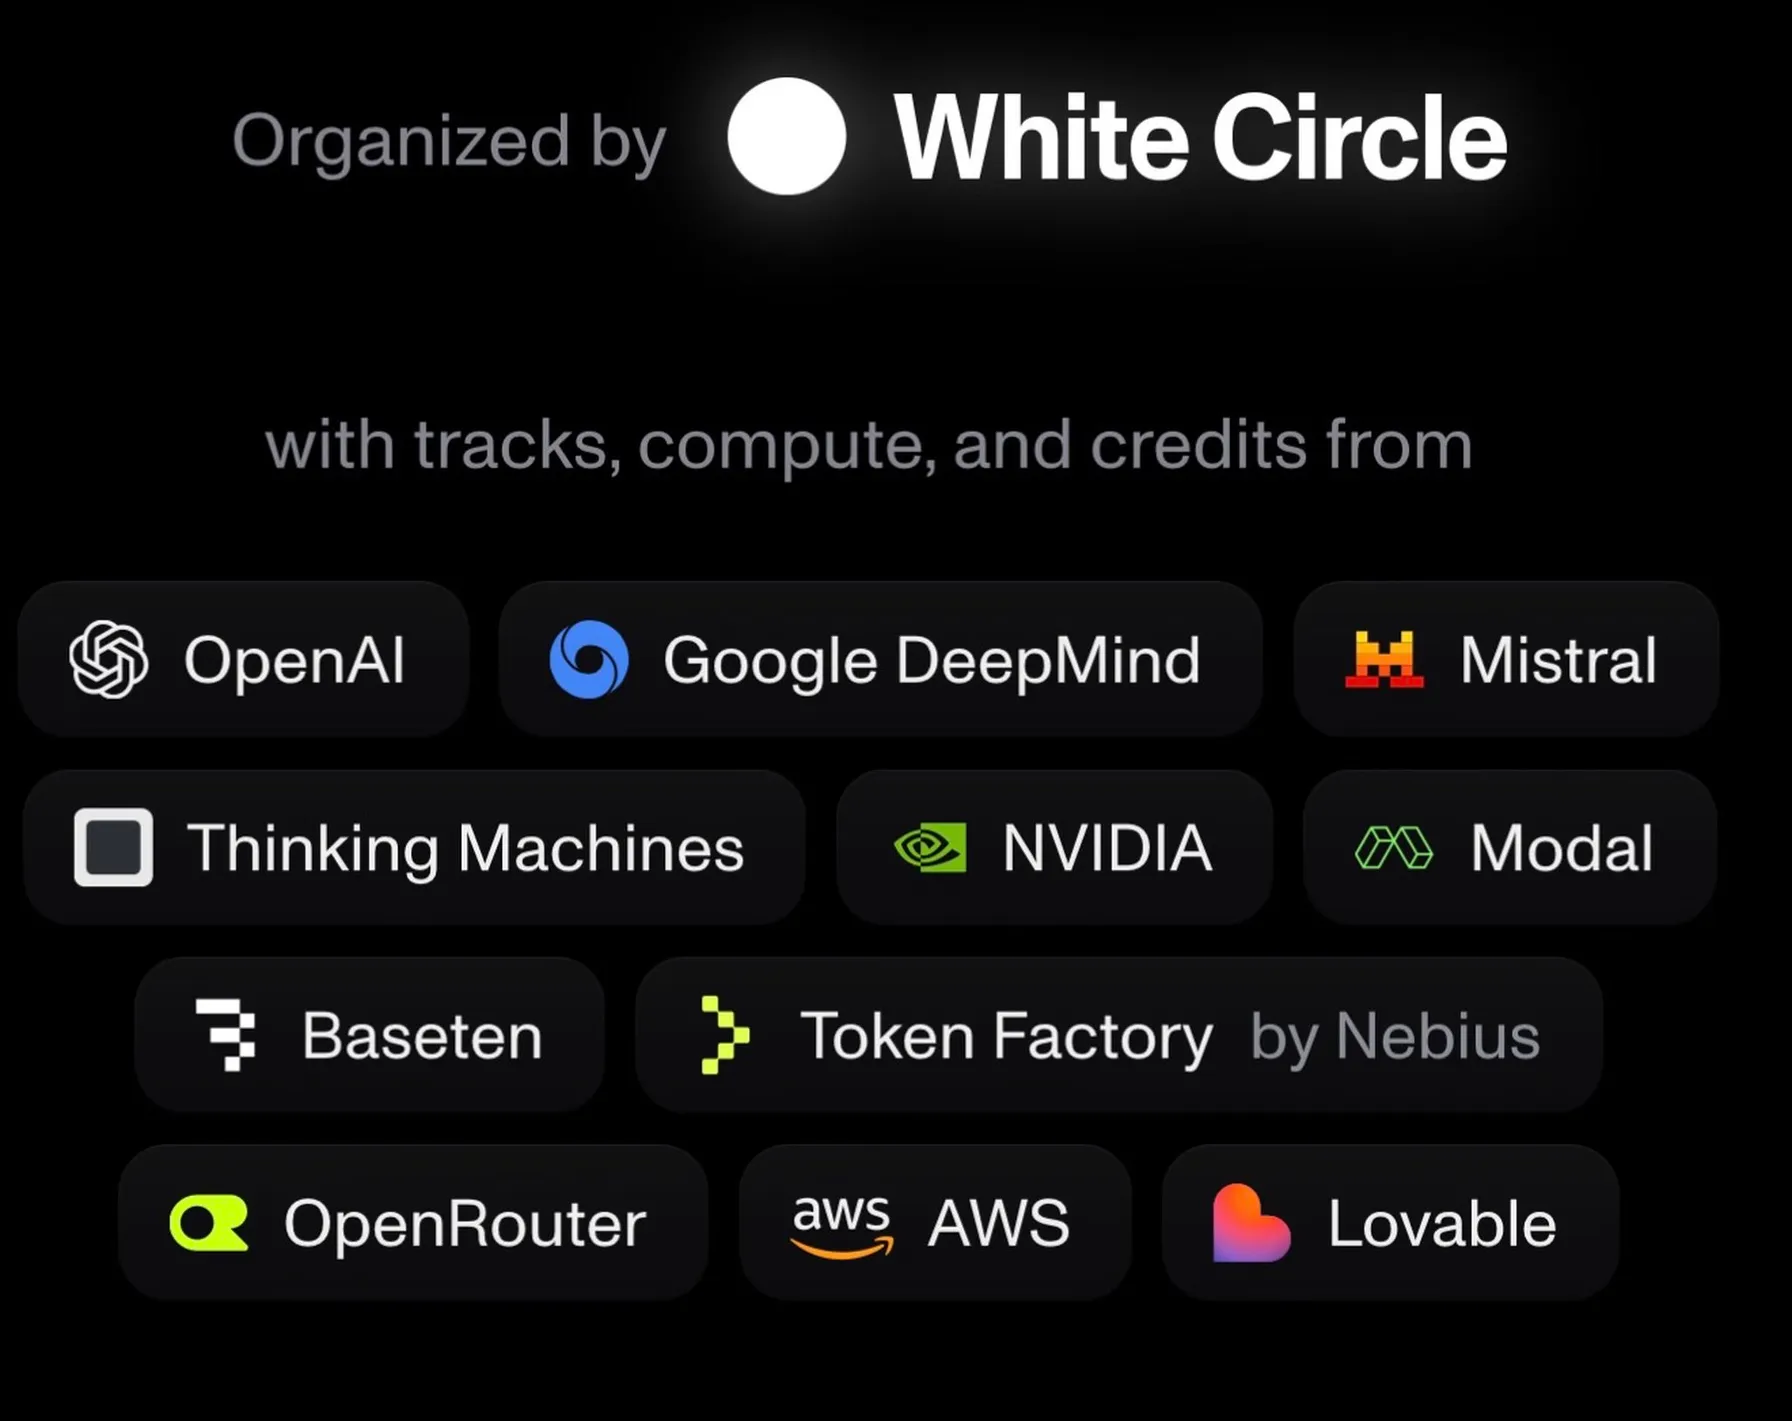 Organized by White Circle
with tracks, compute, and credits from
OpenAI Google DeepMind Mistral
Thinking Machines NVIDIA Modal
Baseten Token Factory by Nebius
OpenRouter aws AWS Lovable